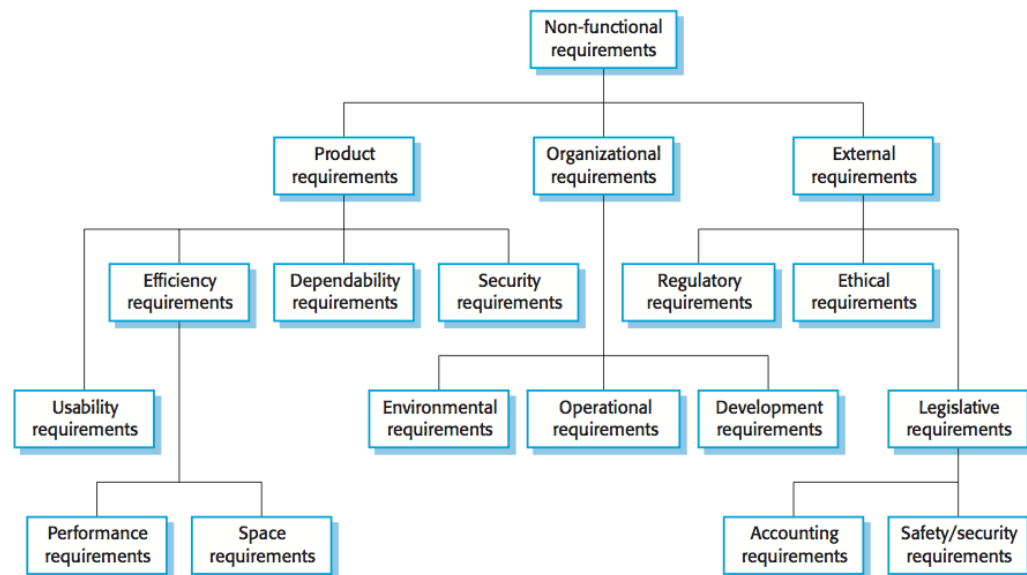 Non-functional
requirements
Product
requirements
Organizational
requirements
External
requirements
Efficiency
requirements
Dependability
requirements
Security
requirements
Regulatory
requirements
Ethical
requirements
Usability
requirements
Environmental
requirements
Operational
requirements
Development
requirements
Legislative
requirements
Performance
requirements
Space
requirements
Accounting
requirements
Safety/security
requirements